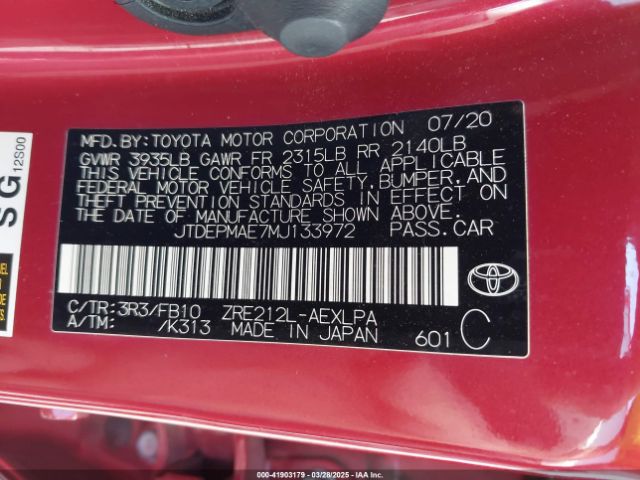 MFD. BY: TOYOTA MOTOR CORPORATION 07/20
GVWR 3935LB GAWR FR 2315LB RR 2140LB
THIS VEHICLE CONFORMS TO ALL APPLICABLE
FEDERAL MOTOR VEHICLE SAFETY, BUMPER, AND
THEFT PREVENTION STANDARDS IN EFFECT ON
THE DATE OF MANUFACTURE SHOWN ABOVE.
JTDEPMAE7MJ133972 PASS. CAR
C/TR: 3R3/FB10 ZRE212L-AEXLPA
A/TM: /K313 MADE IN JAPAN 601 C
SG
12S00
000-41903179 03/28/2025 IAAI.COM